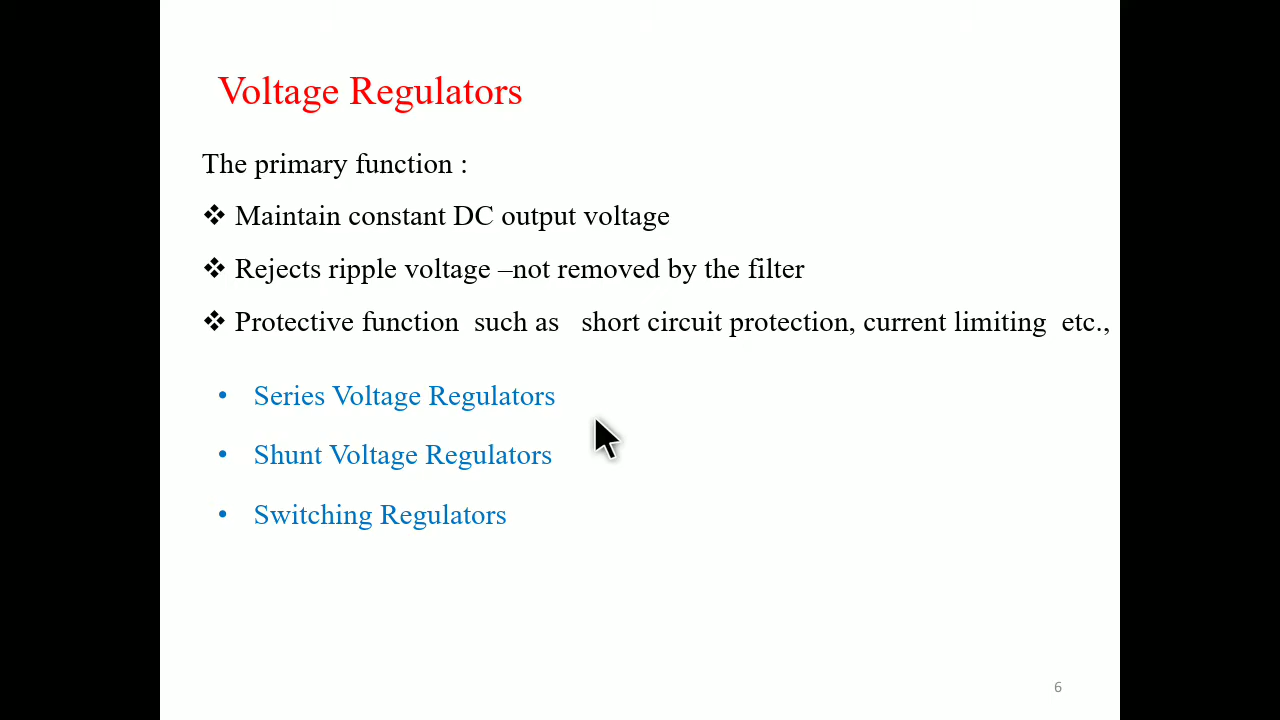 Voltage Regulators
The primary function :
❖ Maintain constant DC output voltage
❖ Rejects ripple voltage –not removed by the filter
❖ Protective function such as short circuit protection, current limiting etc.,
• Series Voltage Regulators
• Shunt Voltage Regulators
• Switching Regulators
6